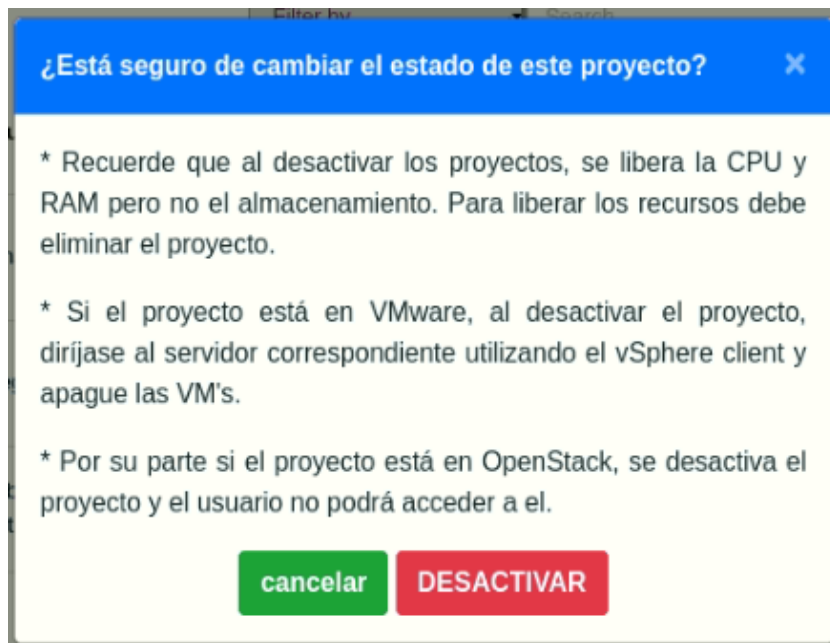 Filter by Search
¿Está seguro de cambiar el estado de este proyecto? ×
* Recuerde que al desactivar los proyectos, se libera la CPU y
RAM pero no el almacenamiento. Para liberar los recursos debe
eliminar el proyecto.
* Si el proyecto está en VMware, al desactivar el proyecto,
diríjase al servidor correspondiente utilizando el vSphere client y
apague las VM's.
* Por su parte si el proyecto está en OpenStack, se desactiva el
proyecto y el usuario no podrá acceder a el.
cancelar DESACTIVAR